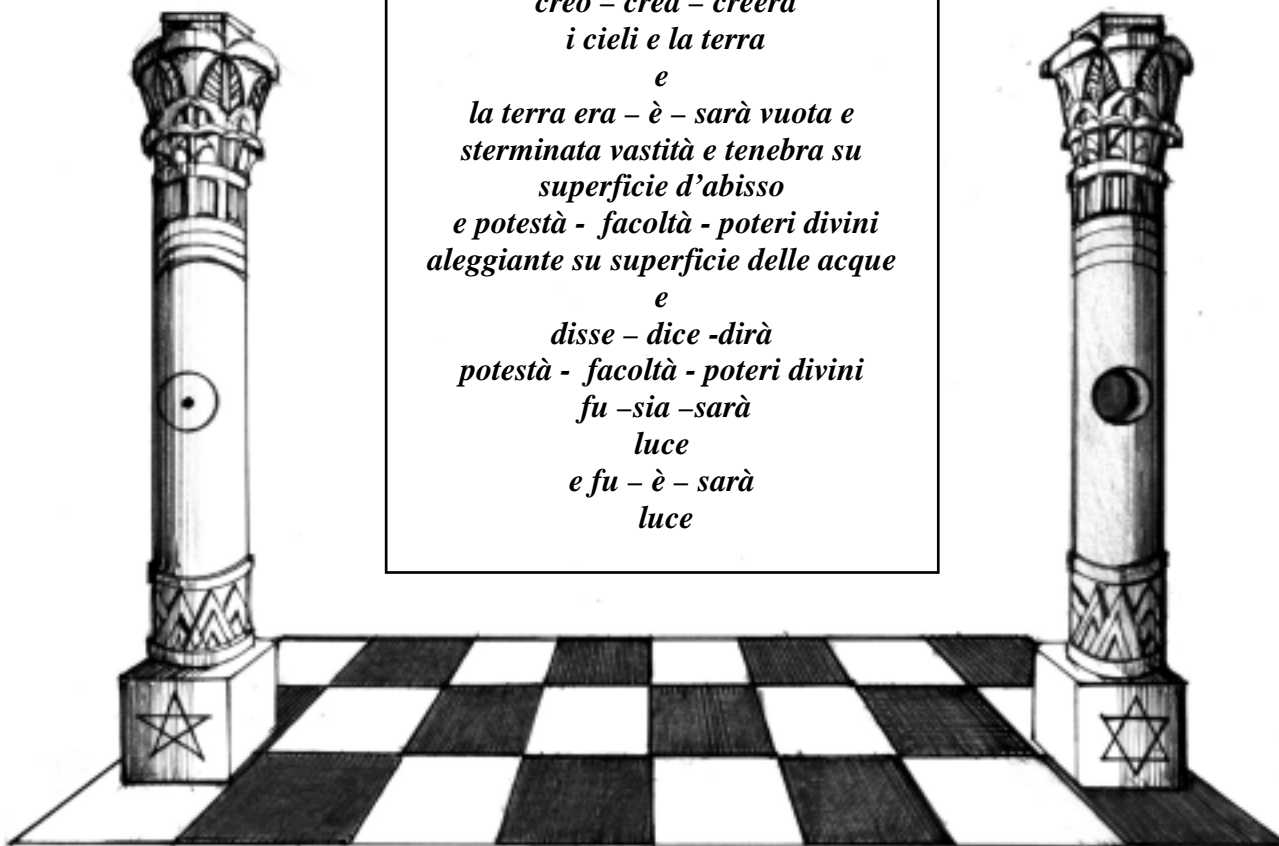 creò – crea – creerà
i cieli e la terra
e
la terra era – è – sarà vuota e
sterminata vastità e tenebra su
superficie d’abisso
e potestà - facoltà - poteri divini
aleggiante su superficie delle acque
e
disse – dice -dirà
potestà - facoltà - poteri divini
fu –sia –sarà
luce
e fu – è – sarà
luce